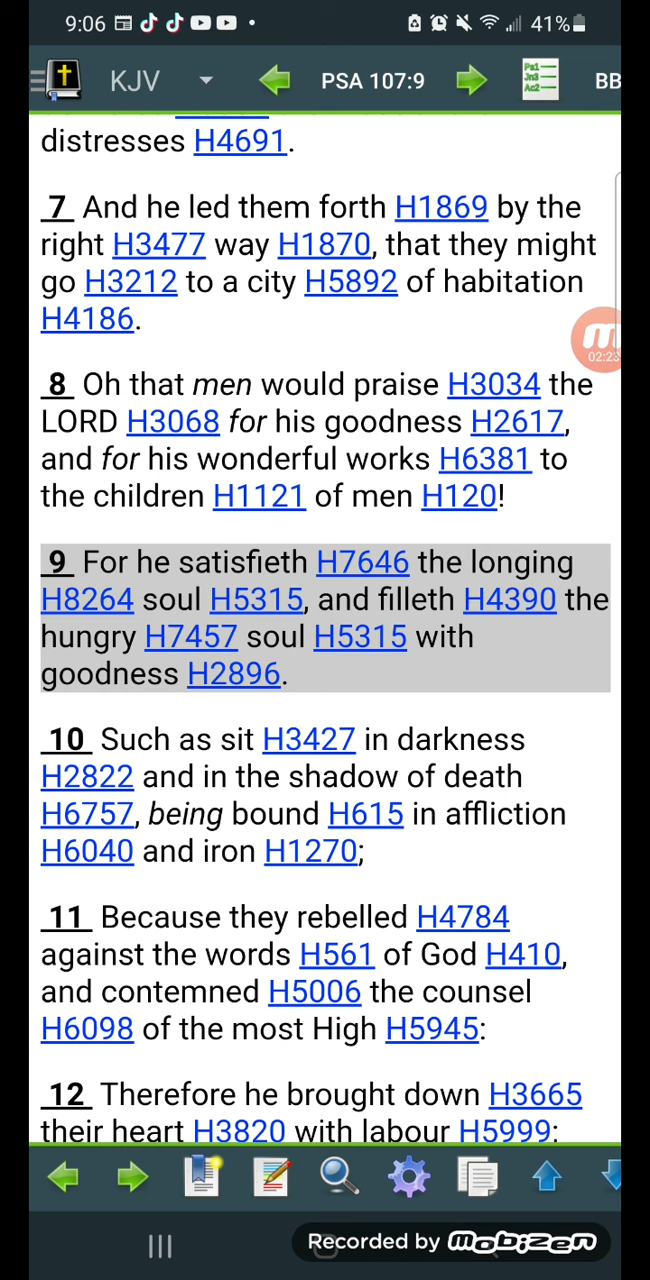 9:06 41%
KJV PSA 107:9 BB
distresses H4691.
7 And he led them forth H1869 by the
right H3477 way H1870, that they might
go H3212 to a city H5892 of habitation
H4186.
02:23
8 Oh that men would praise H3034 the
LORD H3068 for his goodness H2617,
and for his wonderful works H6381 to
the children H1121 of men H120!
9 For he satisfieth H7646 the longing
H8264 soul H5315, and filleth H4390 the
hungry H7457 soul H5315 with
goodness H2896.
10 Such as sit H3427 in darkness
H2822 and in the shadow of death
H6757, being bound H615 in affliction
H6040 and iron H1270;
11 Because they rebelled H4784
against the words H561 of God H410,
and contemned H5006 the counsel
H6098 of the most High H5945:
12 Therefore he brought down H3665
their heart H3820 with labour H5999:
Recorded by Mobizen